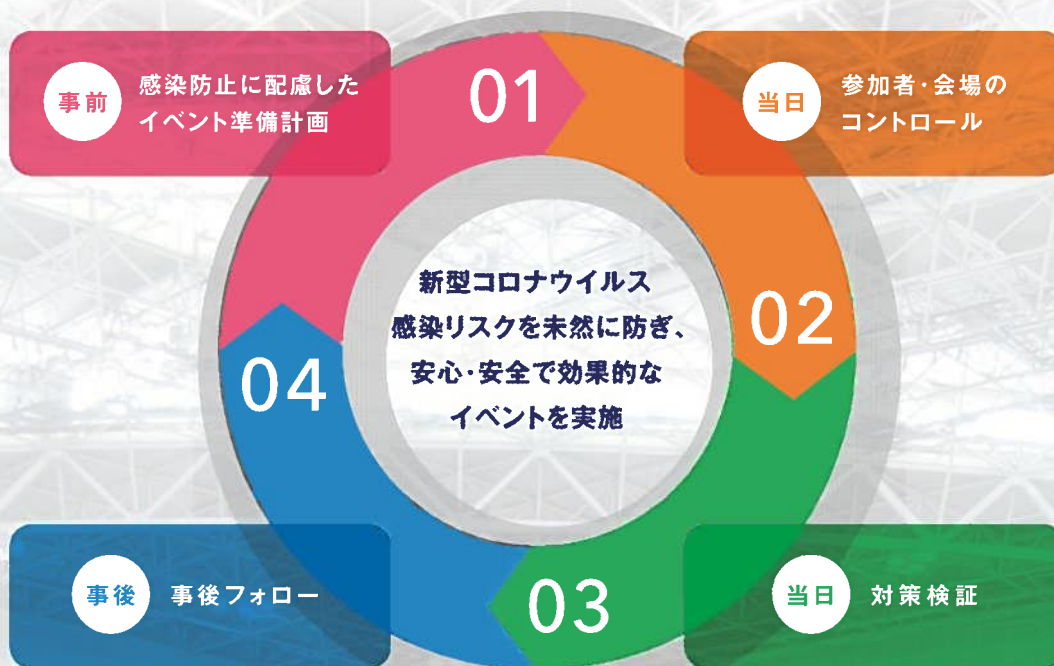 事前
感染防止に配慮した
イベント準備計画
01
当日
参加者・会場の
コントロール
02
新型コロナウイルス
感染リスクを未然に防ぎ、
安心・安全で効果的な
イベントを実施
04
事後
事後フォロー
03
当日
対策検証